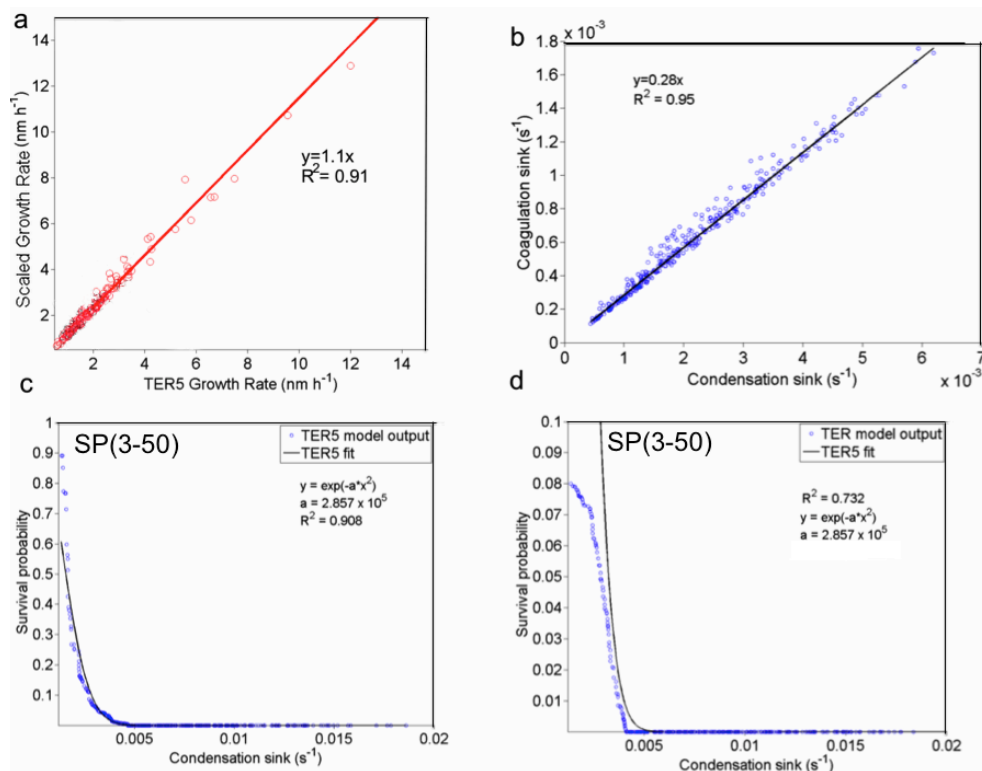 a
14
12
10
8
6
4
2
Scaled Growth Rate (nm h⁻¹)
y=1.1x
R²= 0.91
2 4 6 8 10 12 14
TER5 Growth Rate (nm h⁻¹)
b
x 10⁻³
1.8
1.6
1.4
1.2
1
0.8
0.6
0.4
0.2
0
Coagulation sink (s⁻¹)
y=0.28x
R² = 0.95
0 1 2 3 4 5 6 7
Condensation sink (s⁻¹)
x 10⁻³
c
SP(3-50)
1
0.9
0.8
0.7
0.6
0.5
0.4
0.3
0.2
0.1
Survival probability
TER5 model output
TER5 fit
y = exp(-a*x²)
a = 2.857 x 10⁵
R² = 0.908
0.005 0.01 0.015 0.02
Condensation sink (s⁻¹)
d
SP(3-50)
0.1
0.09
0.08
0.07
0.06
0.05
0.04
0.03
0.02
0.01
Survival probability
TER model output
TER5 fit
R² = 0.732
y = exp(-a*x²)
a = 2.857 x 10⁵
0.005 0.01 0.015 0.02
Condensation sink (s⁻¹)